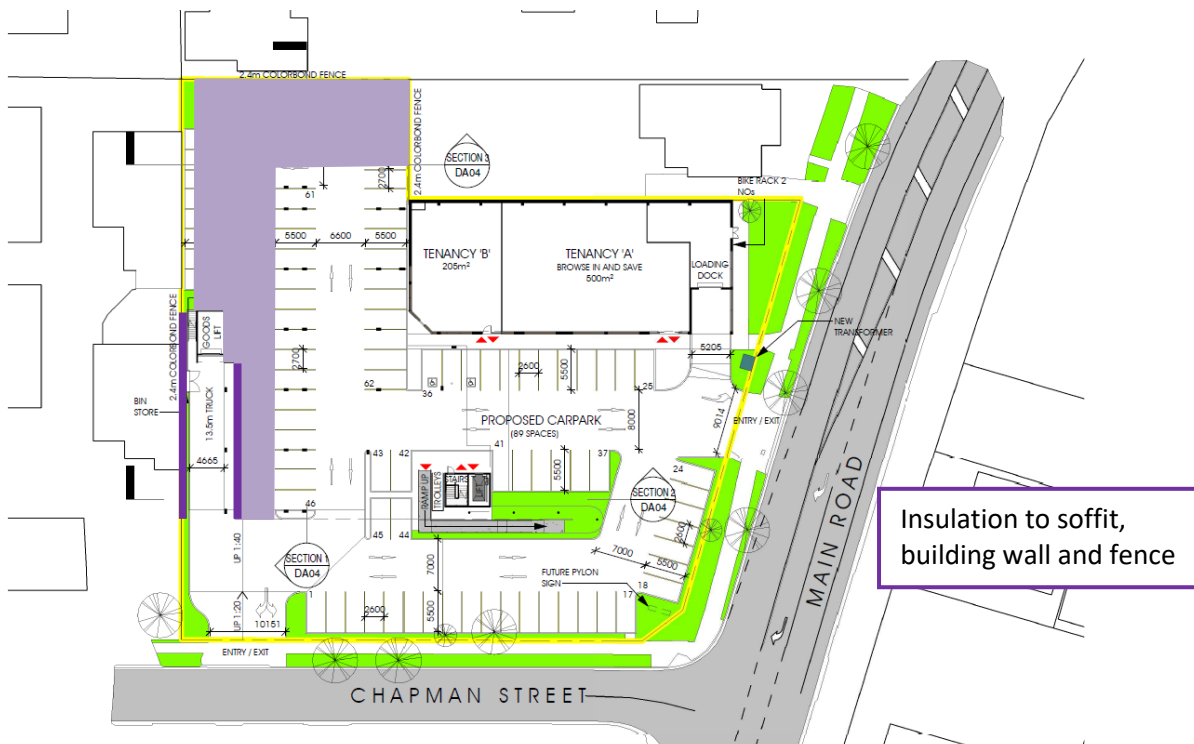 2.4m COLORBOND FENCE
2.4m COLORBOND FENCE
SECTION 3
DA04
2700
61
BIKE RACK 2
NOs
5500
6600
5500
TENANCY 'B'
205m²
TENANCY 'A'
BROWSE IN AND SAVE
500m²
LOADING
DOCK
2.4m COLORBOND FENCE
GOODS
LIFT
NEW
TRANSFORMER
2700
62
36
2600
5500
25
5205
BIN
STORE
13.5m TRUCK
4665
PROPOSED CARPARK
(89 SPACES)
8000
9014
ENTRY / EXIT
43
42
41
37
24
5500
RAMP UP
TROLLEYS
STAIRS
LIFT
SECTION 2
DA04
46
45
44
2600
7000
5500
UP 1:40
SECTION 1
DA04
7000
FUTURE PYLON
SIGN
18
17
1
2600
5500
UP 1:20
10151
ENTRY / EXIT
CHAPMAN STREET
MAIN ROAD
Insulation to soffit,
building wall and fence